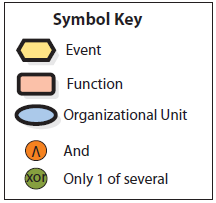 Symbol Key
Event
Function
Organizational Unit
Λ And
xor Only 1 of several